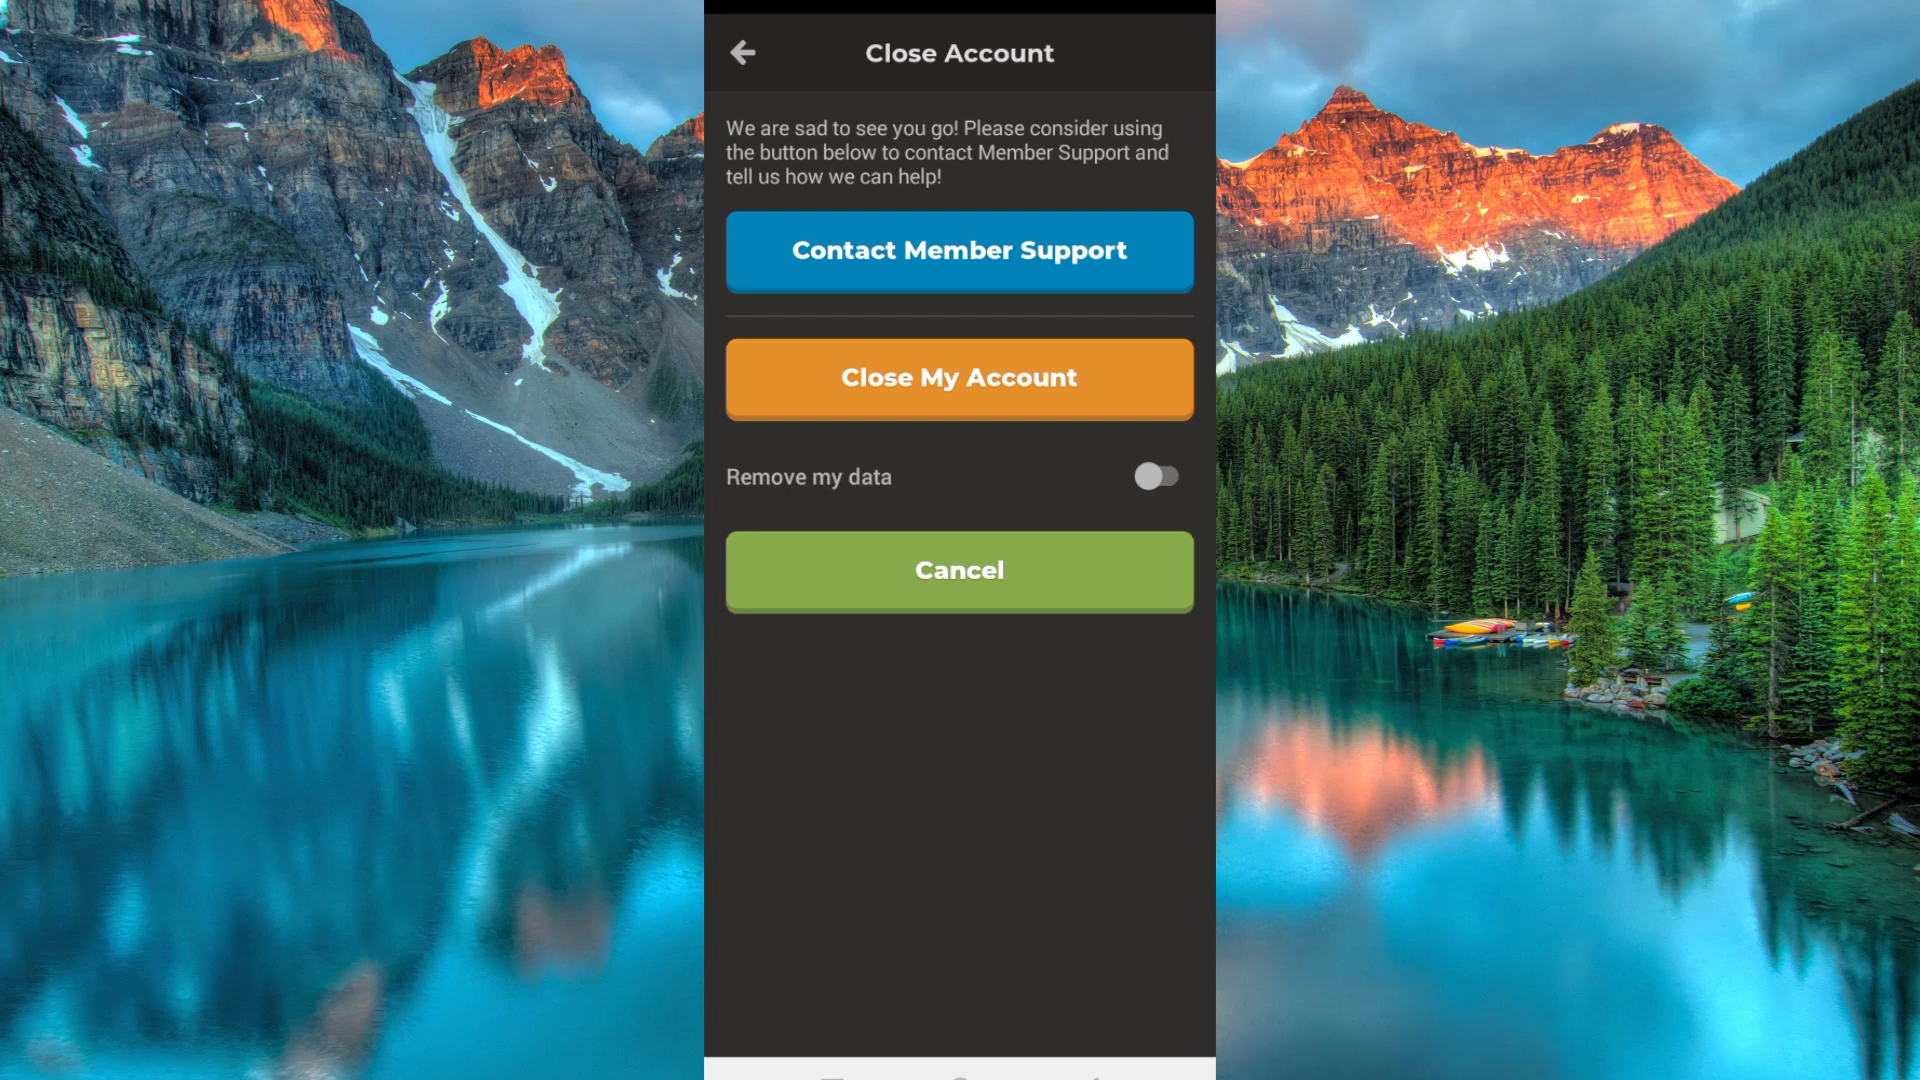 Close Account
We are sad to see you go! Please consider using
the button below to contact Member Support and
tell us how we can help!
Contact Member Support
Close My Account
Remove my data
Cancel